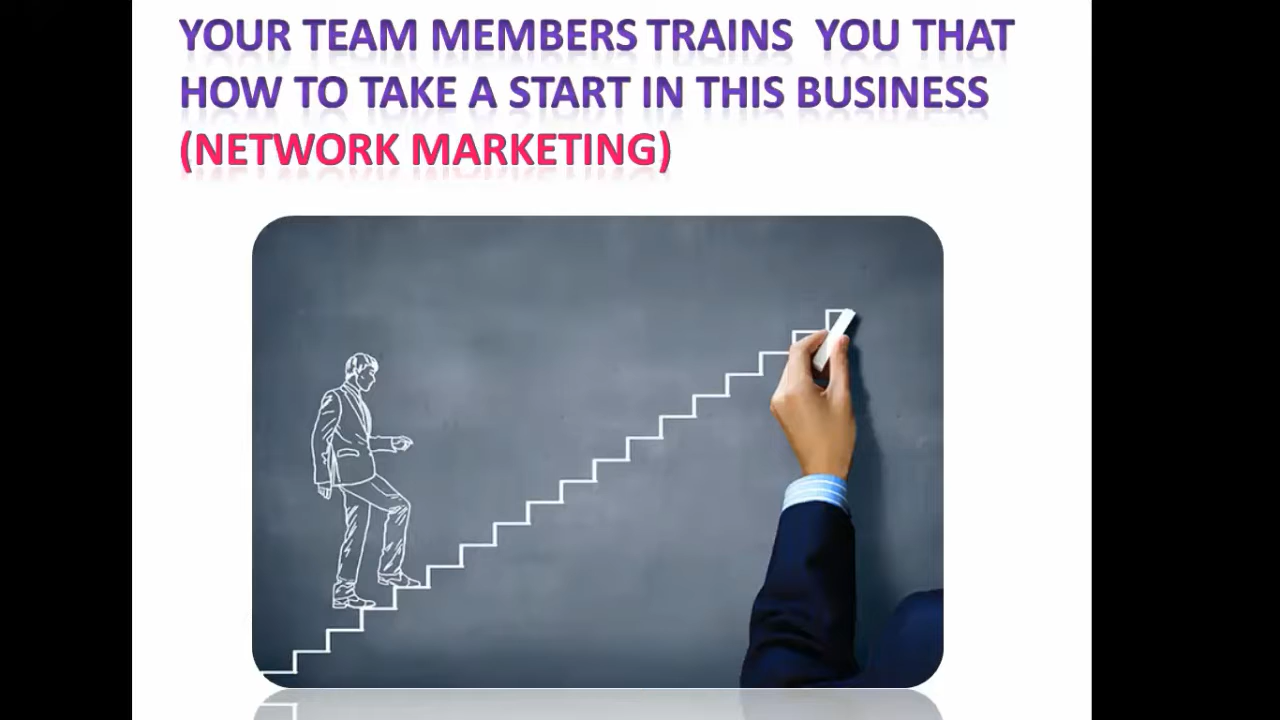 YOUR TEAM MEMBERS TRAINS  YOU THAT
HOW TO TAKE A START IN THIS BUSINESS
(NETWORK MARKETING)